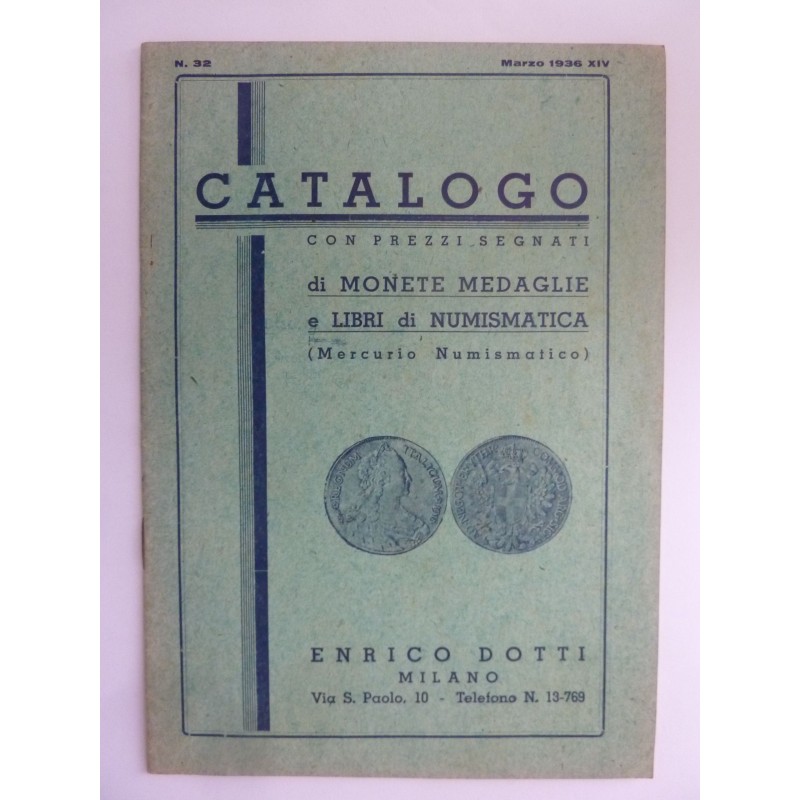 N. 32 Marzo 1936 XIV
CATALOGO
CON PREZZI SEGNATI
di MONETE MEDAGLIE
e LIBRI di NUMISMATICA
(Mercurio Numismatico)
ENRICO DOTTI
MILANO
Via S. Paolo, 10 - Telefono N. 13-769